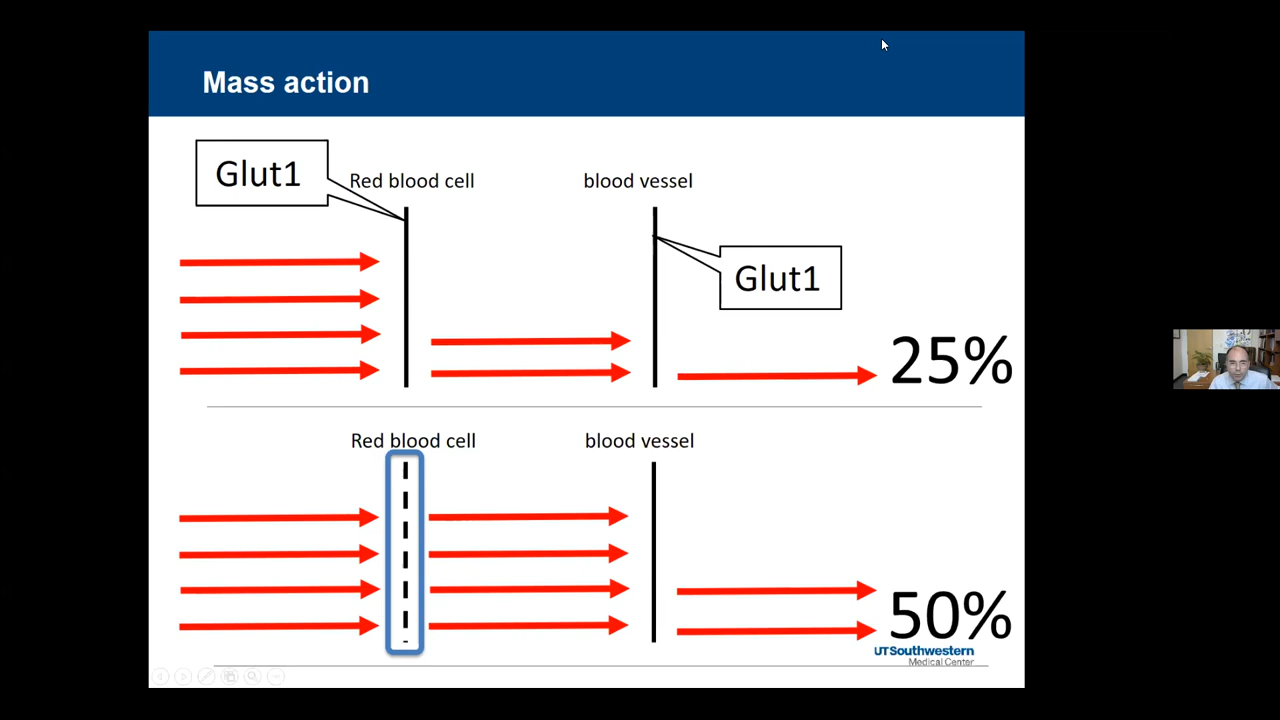 Mass action
Glut1
Red blood cell
blood vessel
Glut1
25%
Red blood cell
blood vessel
50%
UTSouthwestern
Medical Center